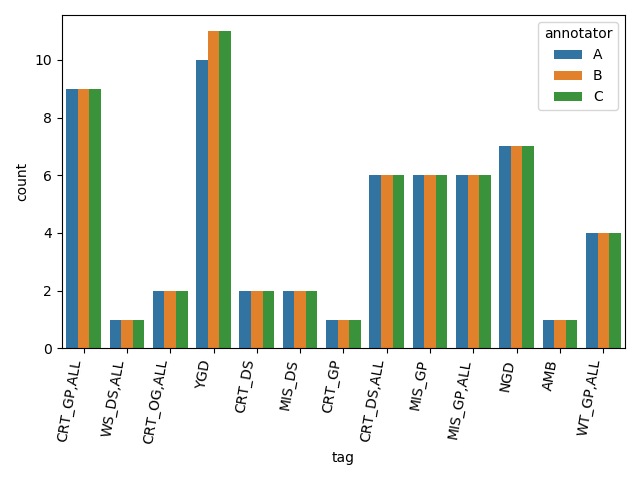 annotator
A
B
C
10
8
6
4
2
0
count
CRT_GP,ALL
WS_DS,ALL
CRT_OG,ALL
YGD
CRT_DS
MIS_DS
CRT_GP
CRT_DS,ALL
MIS_GP
MIS_GP,ALL
NGD
AMB
WT_GP,ALL
tag